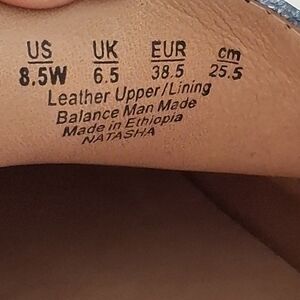 US UK EUR cm
8.5W 6.5 38.5 25.5
Leather Upper/Lining
Balance Man Made
Made in Ethiopia
NATASHA